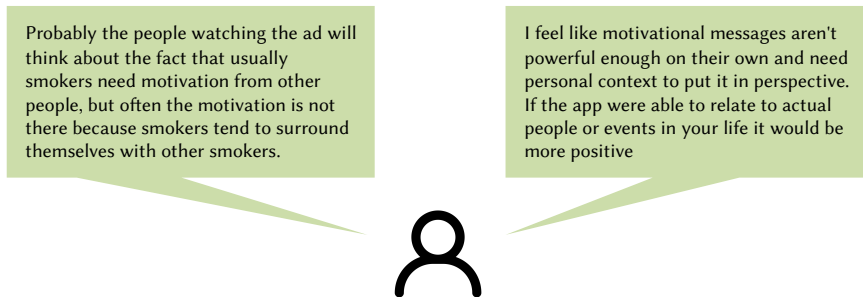 Probably the people watching the ad will
think about the fact that usually
smokers need motivation from other
people, but often the motivation is not
there because smokers tend to surround
themselves with other smokers.
I feel like motivational messages aren't
powerful enough on their own and need
personal context to put it in perspective.
If the app were able to relate to actual
people or events in your life it would be
more positive